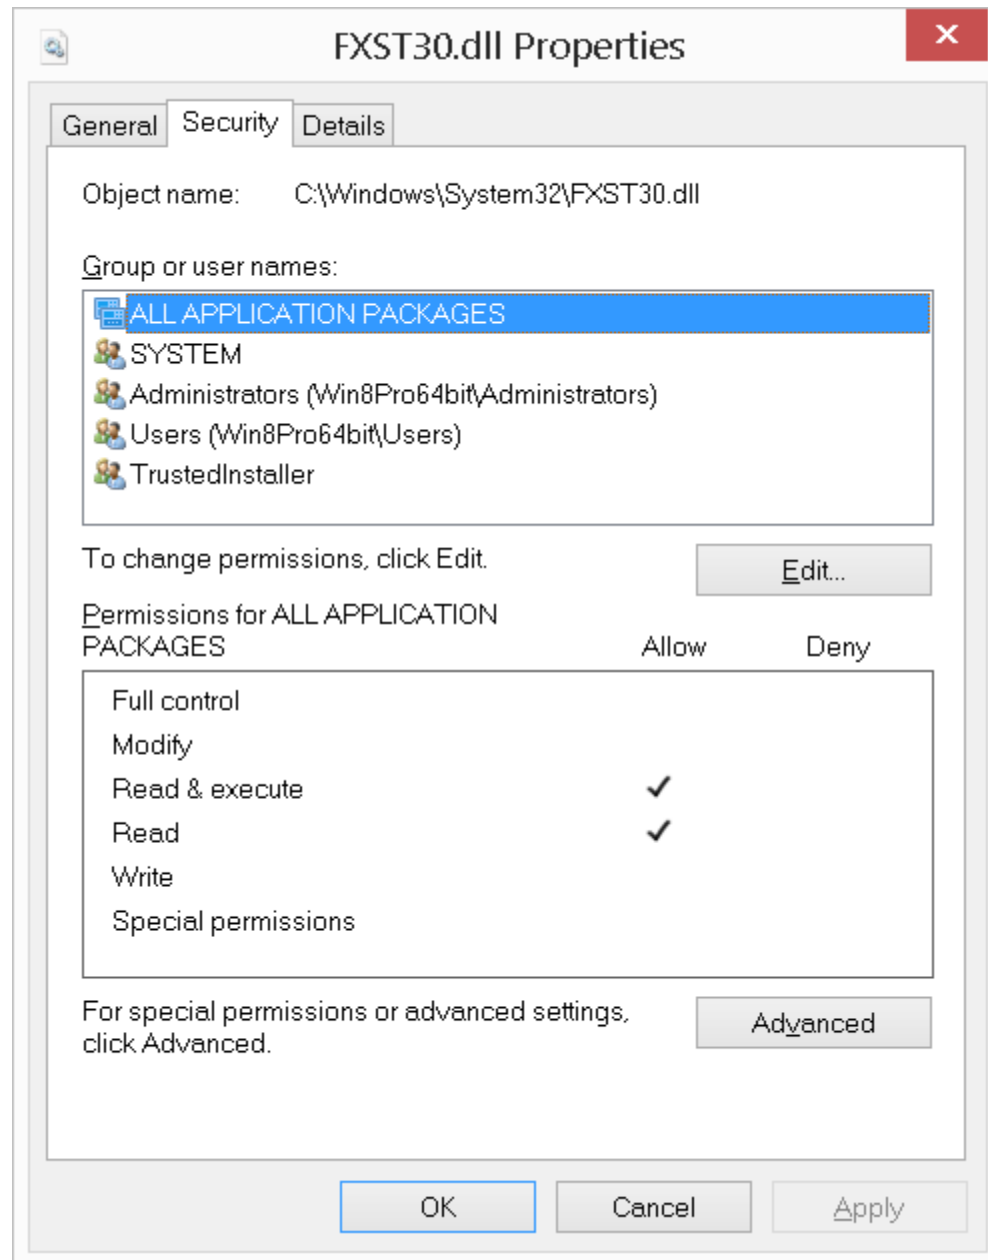 FXST30.dll Properties
General Security Details
Object name: C:\Windows\System32\FXST30.dll
Group or user names:
ALL APPLICATION PACKAGES
SYSTEM
Administrators (Win8Pro64bit\Administrators)
Users (Win8Pro64bit\Users)
TrustedInstaller
To change permissions, click Edit.
Edit...
Permissions for ALL APPLICATION
PACKAGES Allow Deny
Full control
Modify
Read & execute
Read
Write
Special permissions
For special permissions or advanced settings,
click Advanced.
Advanced
OK Cancel Apply